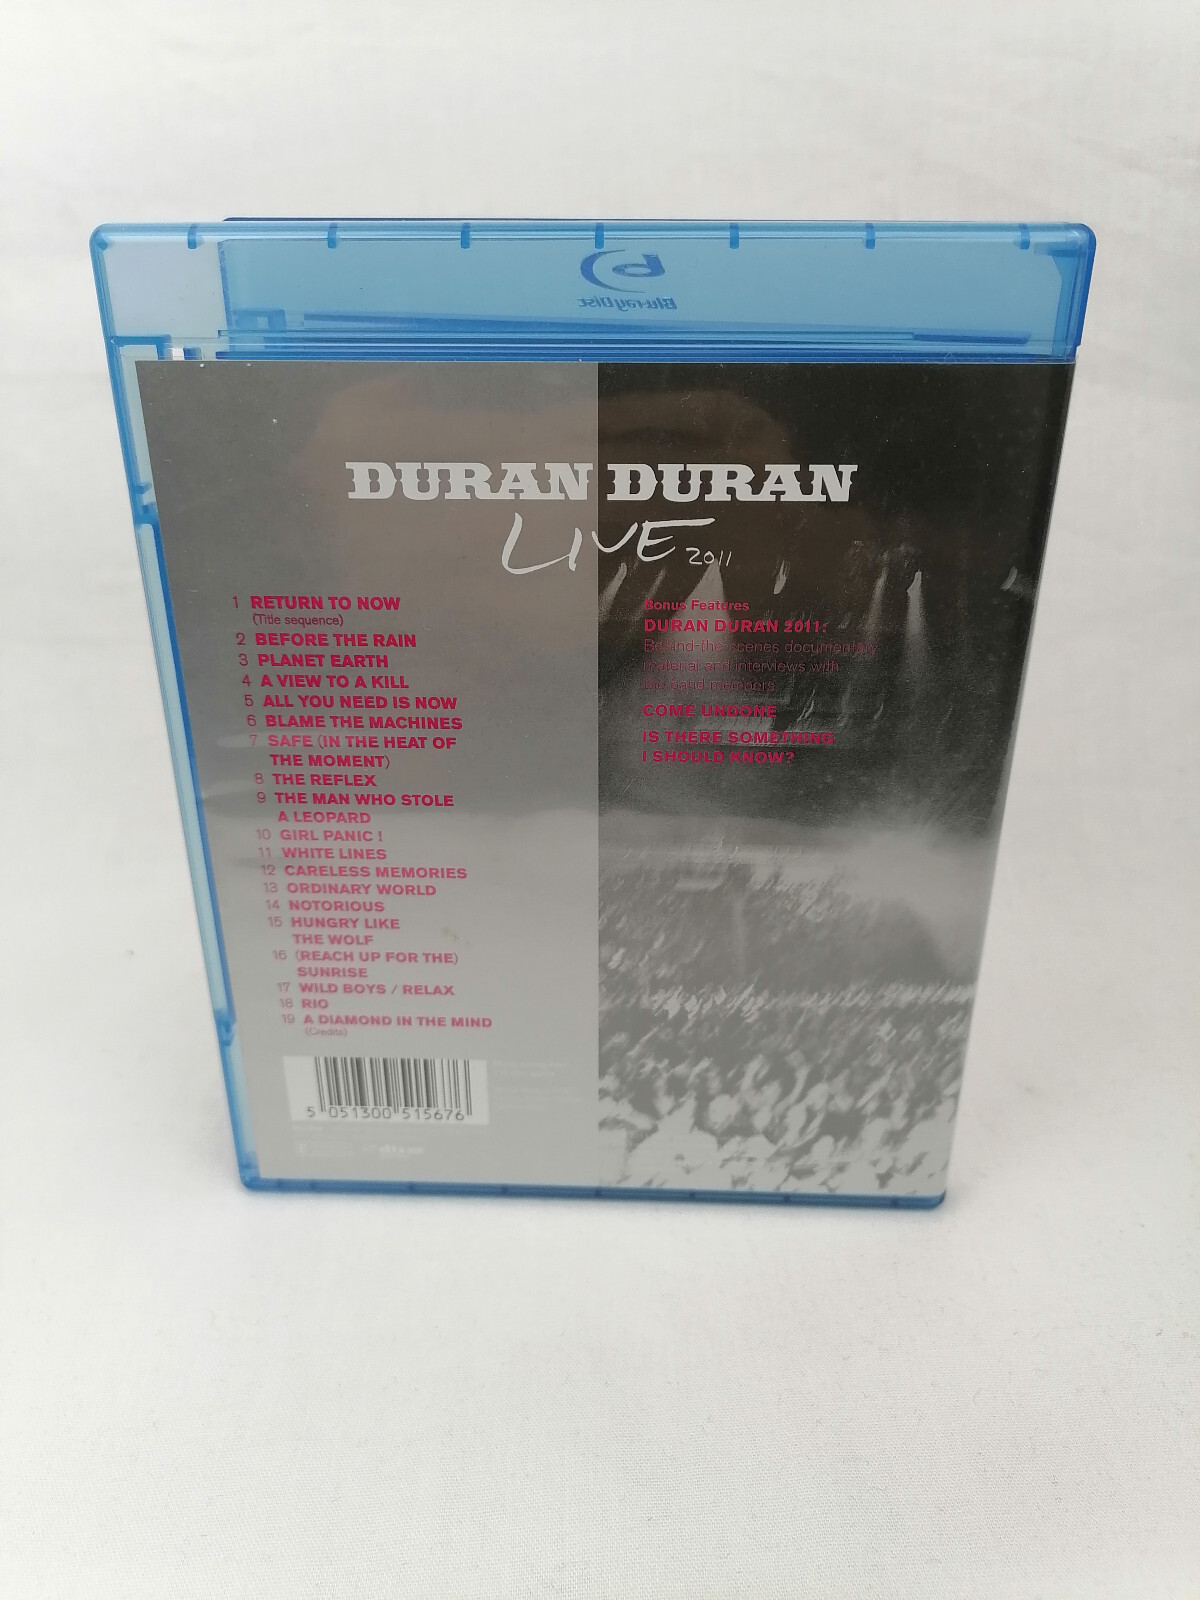 Blu-ray Disc
DURAN DURAN
LIVE 2011
1 RETURN TO NOW
(Title sequence)
2 BEFORE THE RAIN
3 PLANET EARTH
4 A VIEW TO A KILL
5 ALL YOU NEED IS NOW
6 BLAME THE MACHINES
7 SAFE (IN THE HEAT OF
THE MOMENT)
8 THE REFLEX
9 THE MAN WHO STOLE
A LEOPARD
10 GIRL PANIC !
11 WHITE LINES
12 CARELESS MEMORIES
13 ORDINARY WORLD
14 NOTORIOUS
15 HUNGRY LIKE
THE WOLF
16 (REACH UP FOR THE)
SUNRISE
17 WILD BOYS / RELAX
18 RIO
19 A DIAMOND IN THE MIND
(Credits)
Bonus Features
DURAN DURAN 2011:
Behind-the-scenes documentary
material and interviews with
the band members
COME UNDONE
IS THERE SOMETHING
I SHOULD KNOW?
5 051300 515676